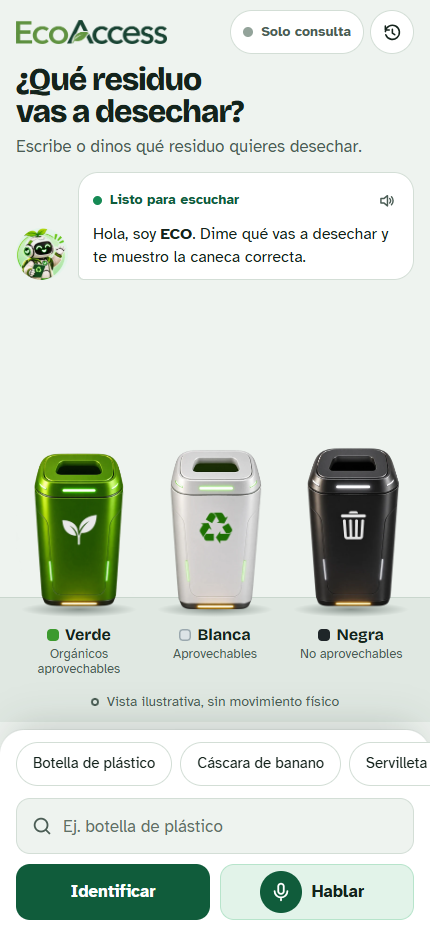 EcoAccess
Solo consulta
¿Qué residuo
vas a desechar?
Escribe o dinos qué residuo quieres desechar.
Listo para escuchar
Hola, soy ECO. Dime qué vas a desechar y
te muestro la caneca correcta.
Verde
Orgánicos
aprovechables
Blanca
Aprovechables
Negra
No aprovechables
Vista ilustrativa, sin movimiento físico
Botella de plástico
Cáscara de banano
Servilleta
Ej. botella de plástico
Identificar
Hablar